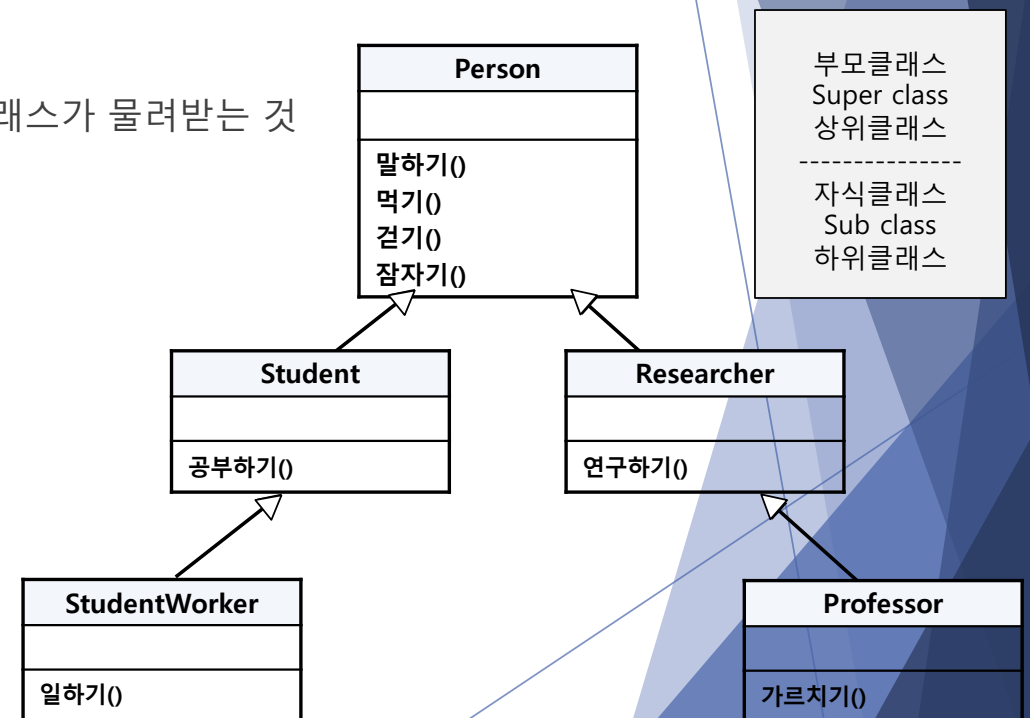 래스가 물려받는 것
Person
말하기()
먹기()
걷기()
잠자기()
부모클래스
Super class
상위클래스
---------------
자식클래스
Sub class
하위클래스
Student
공부하기()
Researcher
연구하기()
StudentWorker
일하기()
Professor
가르치기()